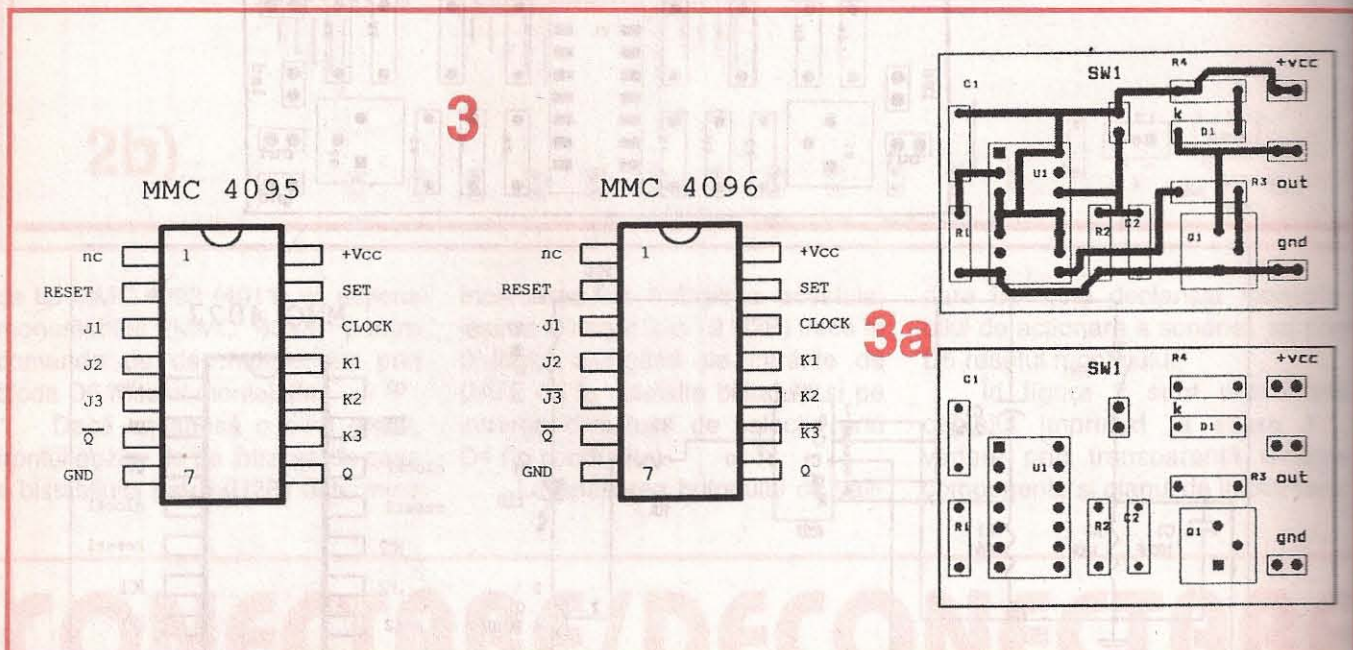 3
MMC 4095
nc 1 +Vcc
RESET SET
J1 CLOCK
J2 K1
J3 K2
Q̅ K3
GND 7 Q
MMC 4096
nc 1 +Vcc
RESET SET
J1 CLOCK
J2 K1
J̅3̅ K2
Q̅ K̅3̅
GND 7 Q
3a
SW1 R4 +vcc
C1
k
D1
U1
R3 out
R1 R2 C2
Q1
gnd
SW1 R4 +vcc
C1
k
D1
U1
R3 out
R1 R2 C2
Q1
gnd